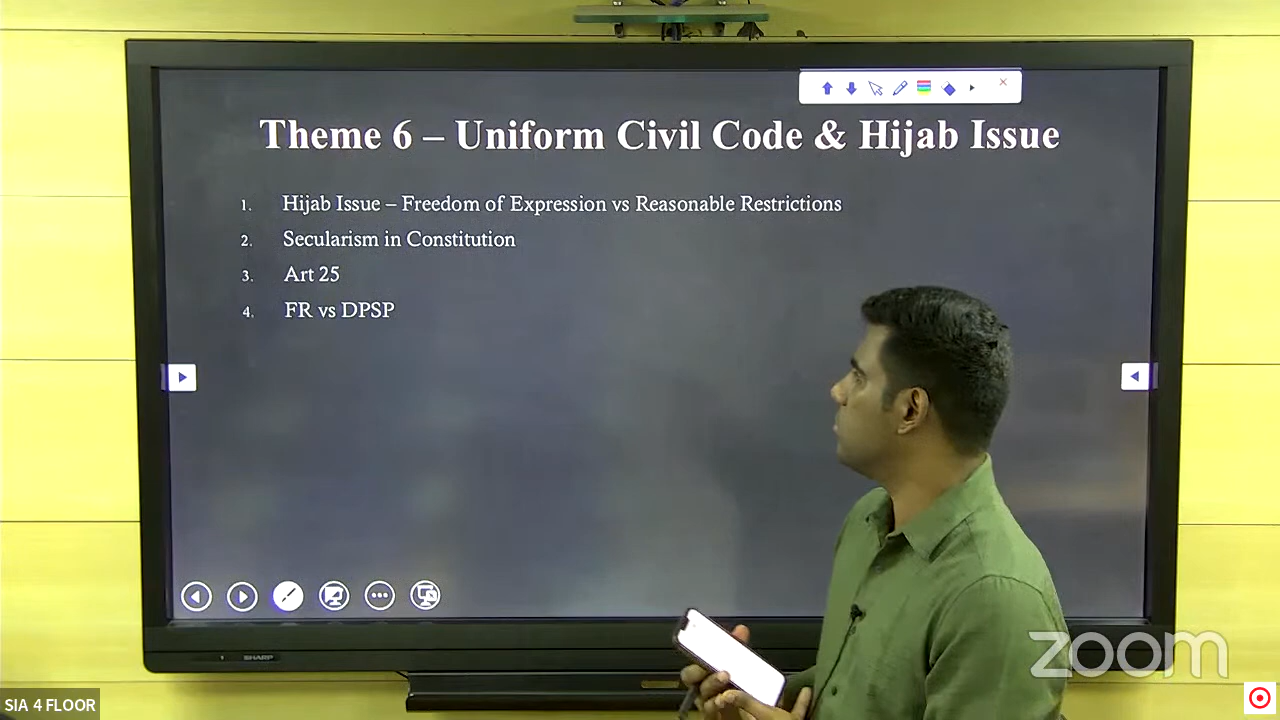 Theme 6 – Uniform Civil Code & Hijab Issue
1. Hijab Issue – Freedom of Expression vs Reasonable Restrictions
2. Secularism in Constitution
3. Art 25
4. FR vs DPSP
SHARP
zoom
SIA 4 FLOOR